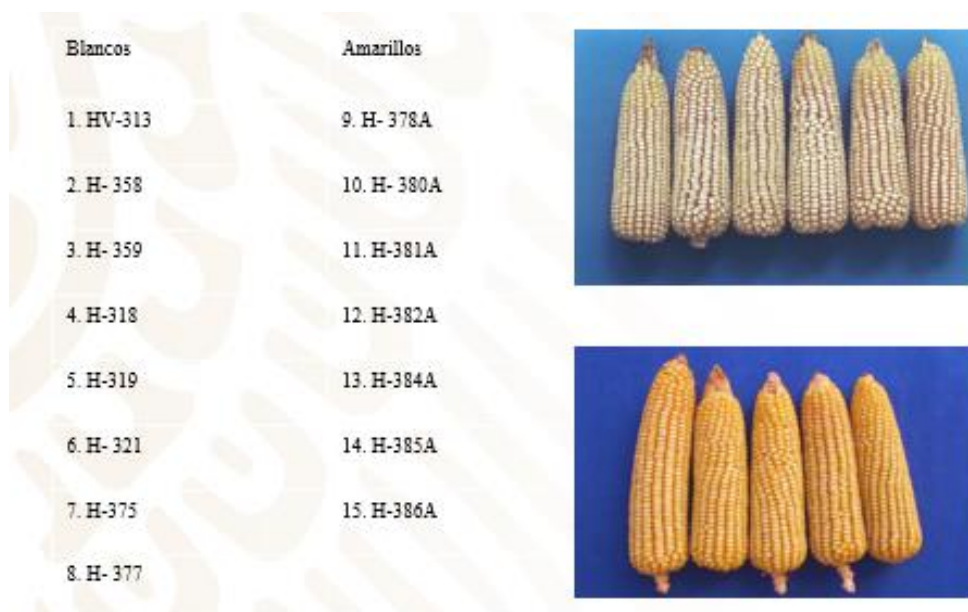 Blancos
1. HV-313
2. H- 358
3. H- 359
4. H-318
5. H-319
6. H- 321
7. H-375
8. H- 377
Amarillos
9. H- 378A
10. H- 380A
11. H-381A
12. H-382A
13. H-384A
14. H-385A
15. H-386A